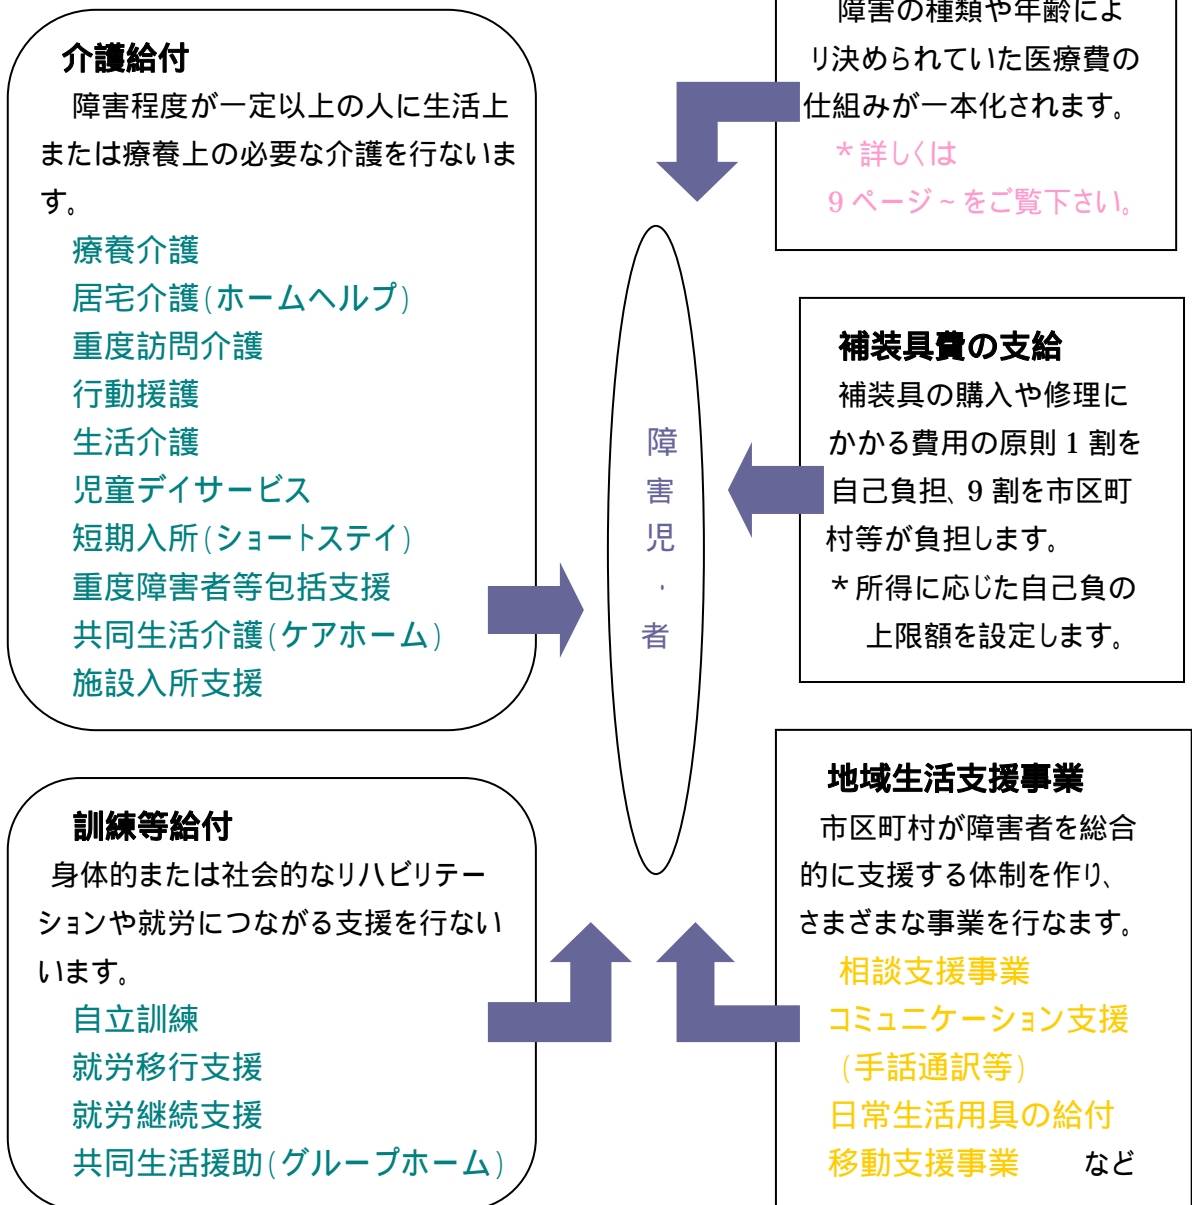 介護給付
障害程度が一定以上の人に生活上
または療養上の必要な介護を行ないま
す。
療養介護
居宅介護(ホームヘルプ)
重度訪問介護
行動援護
生活介護
児童デイサービス
短期入所(ショートステイ)
重度障害者等包括支援
共同生活介護(ケアホーム)
施設入所支援
訓練等給付
身体的または社会的なリハビリテー
ションや就労につながる支援を行ない
います。
自立訓練
就労移行支援
就労継続支援
共同生活援助(グループホーム)
障
害
児
・
者
障害の種類や年齢によ
り決められていた医療費の
仕組みが一本化されます。
*詳しくは
9ページ~をご覧下さい。
補装具費の支給
補装具の購入や修理に
かかる費用の原則1割を
自己負担、9割を市区町
村等が負担します。
*所得に応じた自己負の
上限額を設定します。
地域生活支援事業
市区町村が障害者を総合
的に支援する体制を作り、
さまざまな事業を行なます。
相談支援事業
コミュニケーション支援
(手話通訳等)
日常生活用具の給付
移動支援事業 など